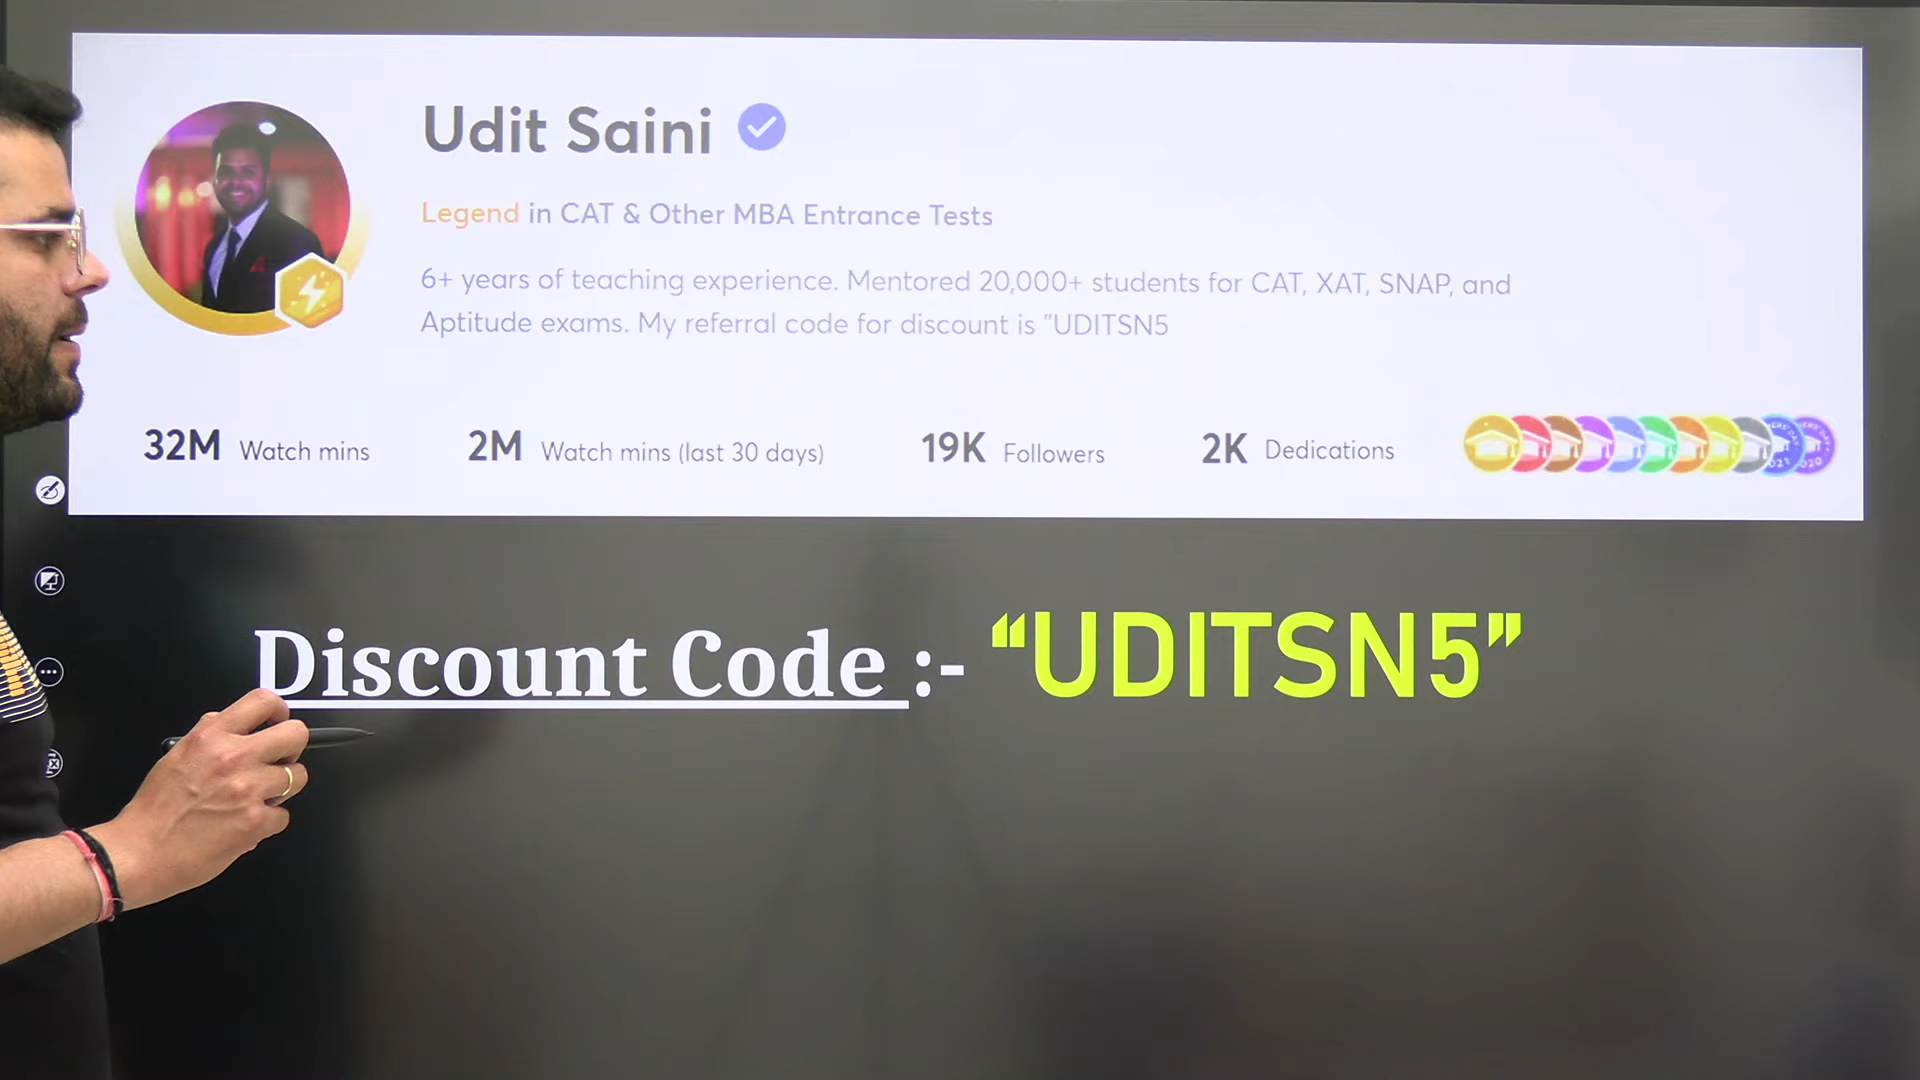 Udit Saini
Legend in CAT & Other MBA Entrance Tests
6+ years of teaching experience. Mentored 20,000+ students for CAT, XAT, SNAP, and
Aptitude exams. My referral code for discount is "UDITSN5
32M Watch mins
2M Watch mins (last 30 days)
19K Followers
2K Dedications
Discount Code :- “UDITSN5”